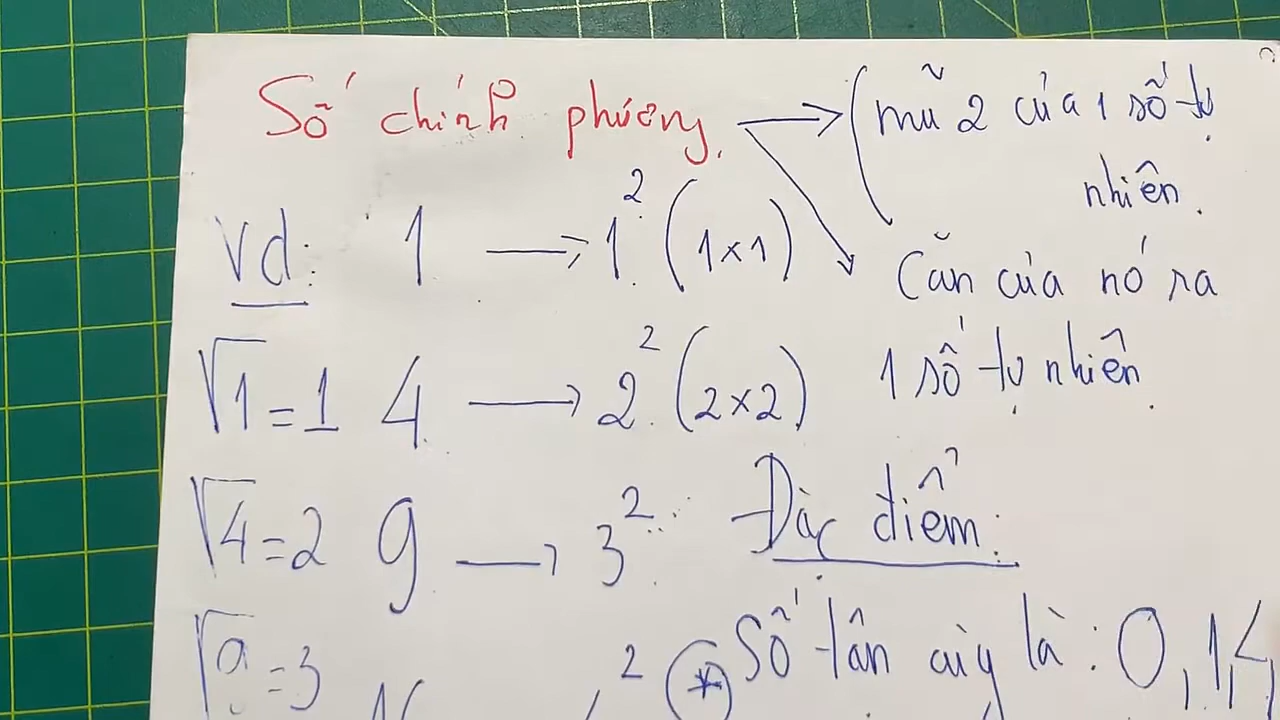 Số chính phương. → (mũ 2 của 1 số tự
nhiên.
Vd: 1 → 1² (1×1)
Căn của nó ra
√1 = 1 4 → 2² (2×2)
1 số tự nhiên.
√4 = 2 9 → 3²
Đặc điểm:
√9 = 3
2
* Số tận cùng là: 0, 1, 4,